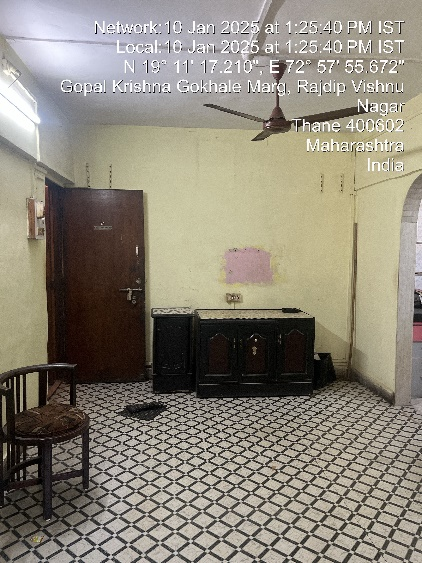 Network:10 Jan 2025 at 1:25:40 PM IST
Local:10 Jan 2025 at 1:25:40 PM IST
N 19° 11' 17.210", E 72° 57' 55.672"
Gopal Krishna Gokhale Marg, Rajdip Vishnu
Nagar
Thane 400602
Maharashtra
India